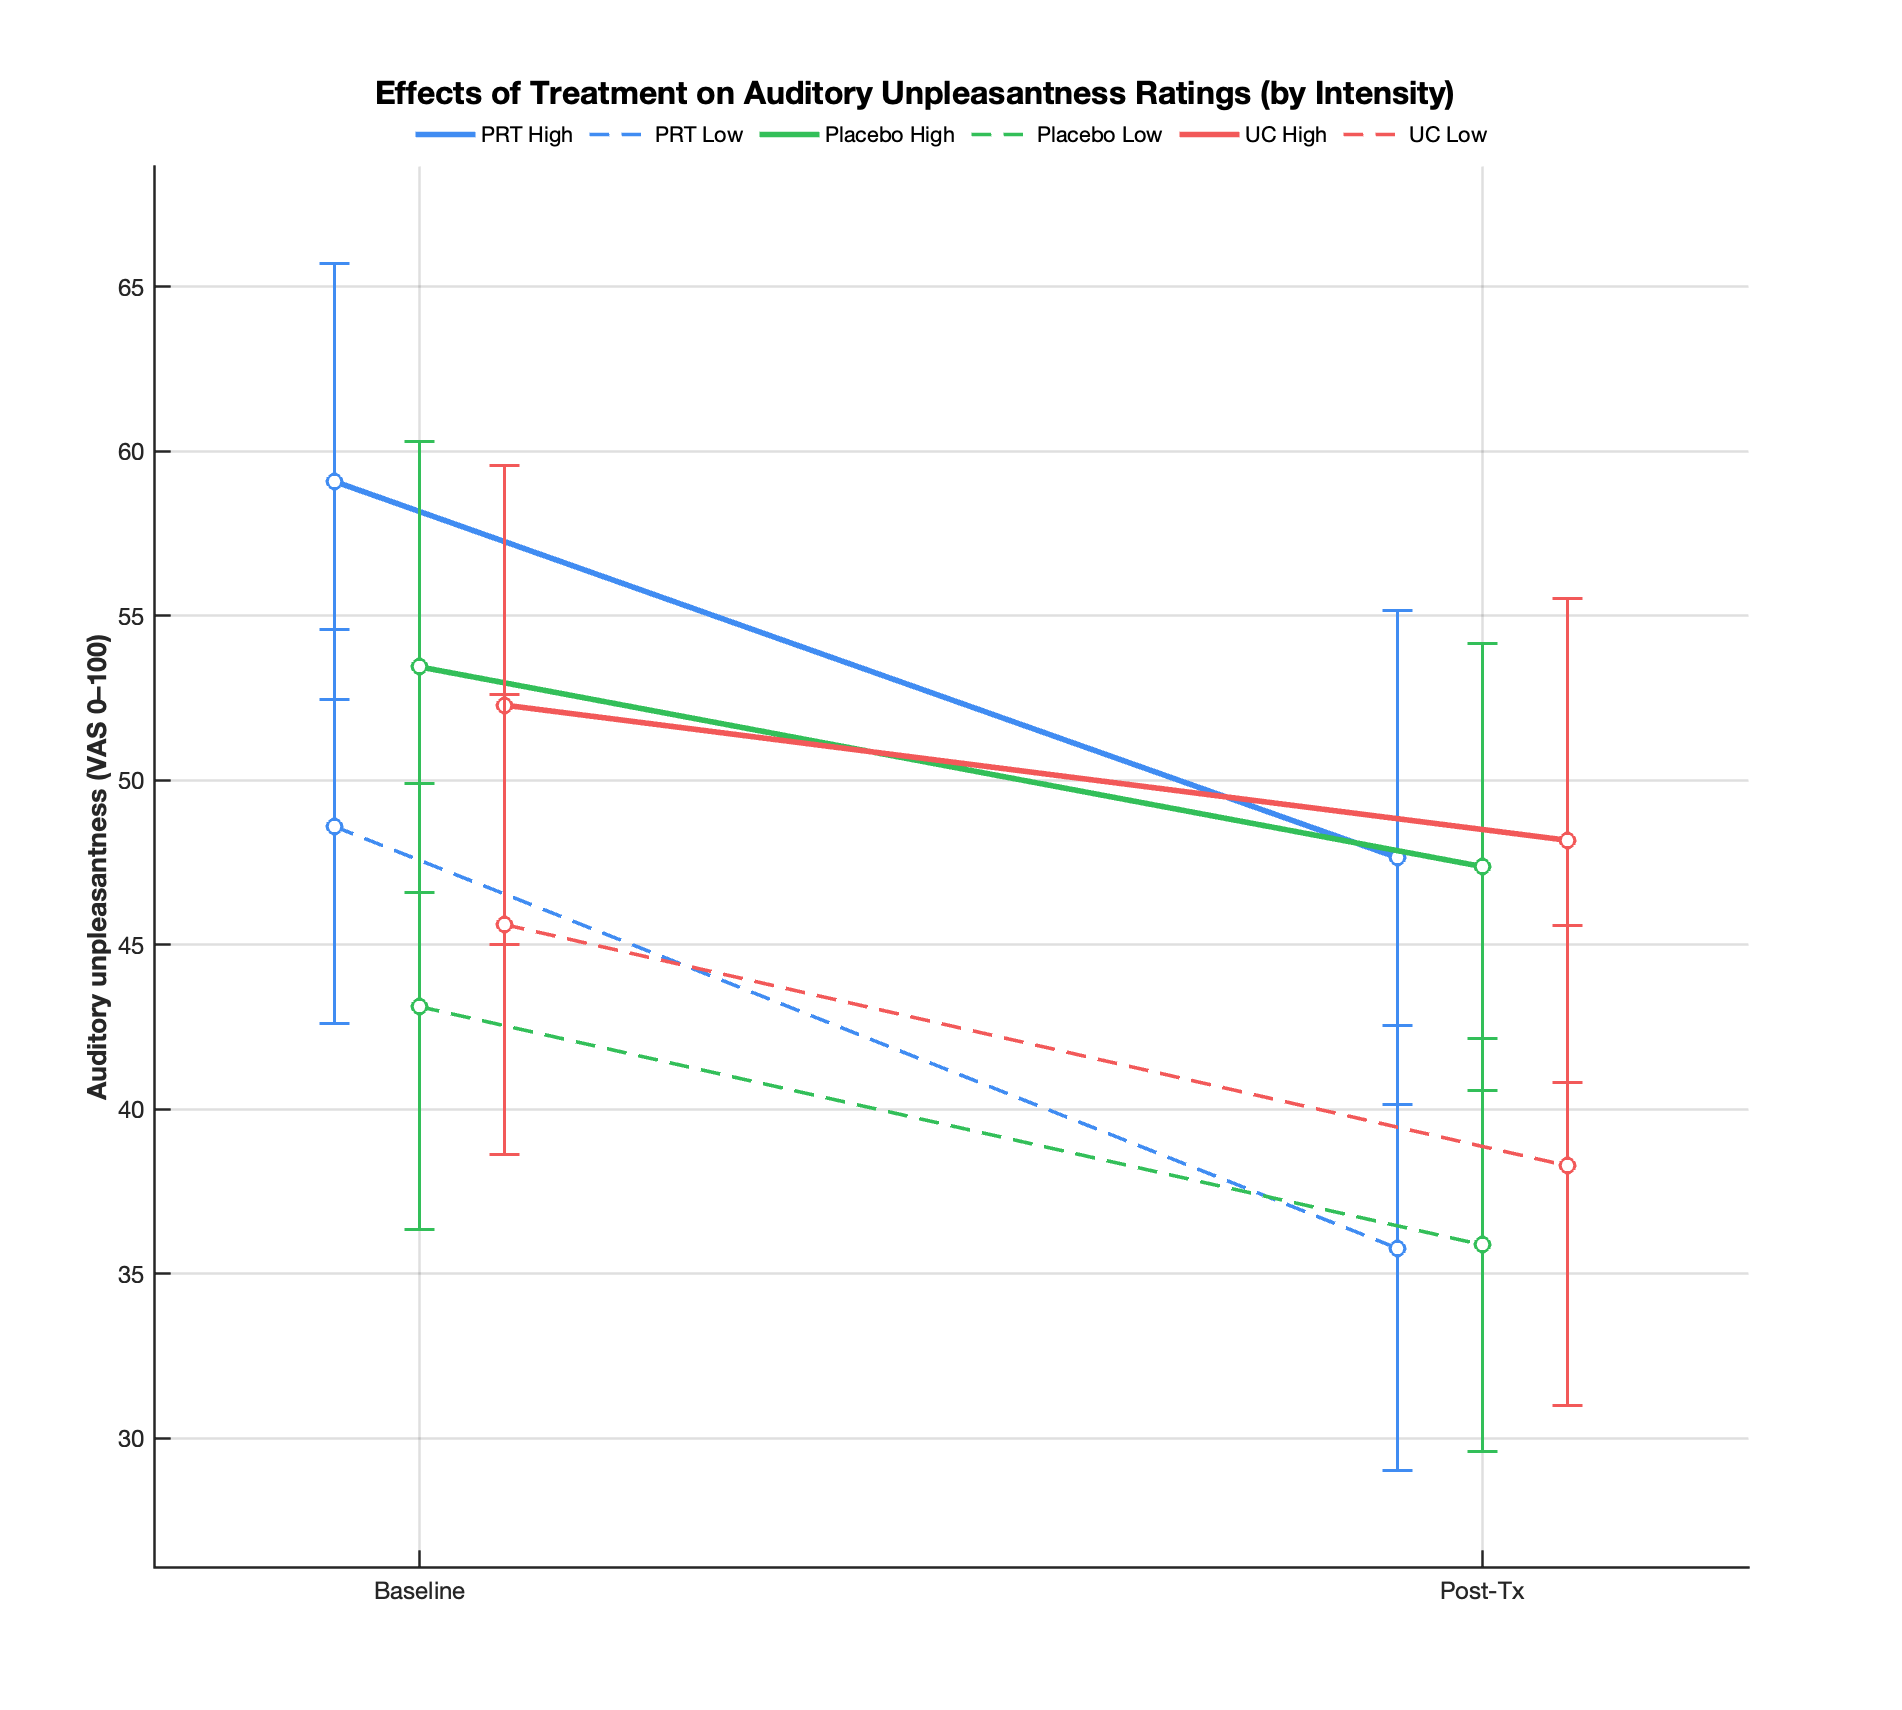 Effects of Treatment on Auditory Unpleasantness Ratings (by Intensity)
PRT High PRT Low Placebo High Placebo Low UC High UC Low
Auditory unpleasantness (VAS 0–100)
65
60
55
50
45
40
35
30
Baseline Post-Tx